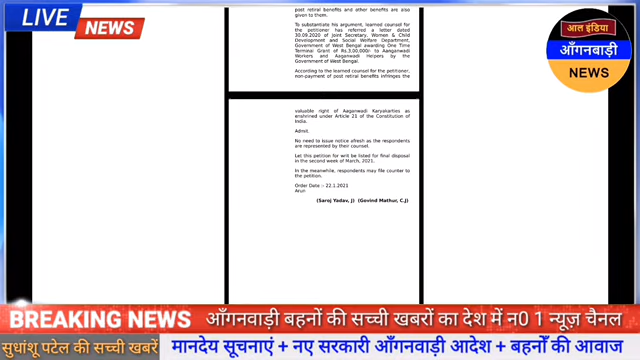 LIVE
NEWS
post retiral benefits and other benefits are also
given to them.
To substantiate his argument, learned counsel for
the petitioner has referred a letter dated
30.09.2020 of Joint Secretary, Women & Child
Development and Social Welfare Department,
Government of West Bengal awarding One Time
Terminal Grant of Rs.3,00,000/- to Aanganwadi
Workers and Aaganwadi Helpers by the
Government of West Bengal.
According to the learned counsel for the petitioner,
non-payment of post retiral benefits infringes the
valuable right of Aaganwadi Karyakarties as
enshrined under Article 21 of the Constitution of
India.
Admit.
No need to issue notice afresh as the respondents
are represented by their counsel.
Let this petition for writ be listed for final disposal
in the second week of March, 2021.
In the meanwhile, respondents may file counter to
the petition.
Order Date :- 22.1.2021
Arun
(Saroj Yadav, J) (Govind Mathur, C.J)
आल इंडिया
आँगनबाड़ी
NEWS
BREAKING NEWS
आँगनवाड़ी बहनों की सच्ची खबरों का देश में न0 1 न्यूज़ चैनल
सुधांशू पटेल की सच्ची खबरें
मानदेय सूचनाएं + नए सरकारी आँगनवाड़ी आदेश + बहनोँ की आवाज